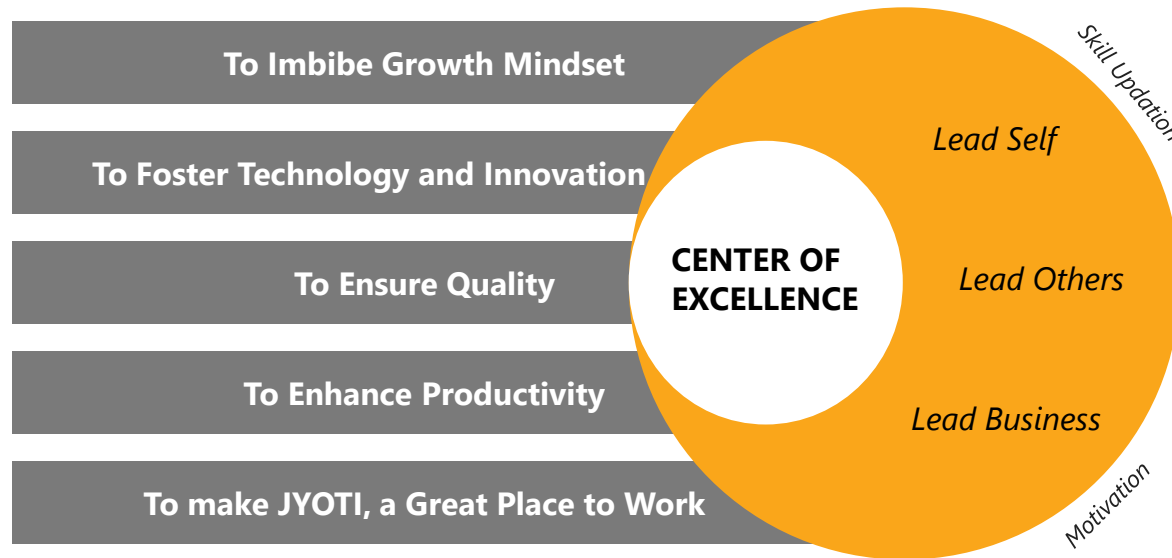 To Imbibe Growth Mindset
To Foster Technology and Innovation
To Ensure Quality
To Enhance Productivity
To make JYOTI, a Great Place to Work
CENTER OF
EXCELLENCE
Lead Self
Lead Others
Lead Business
Skill Updation
Motivation